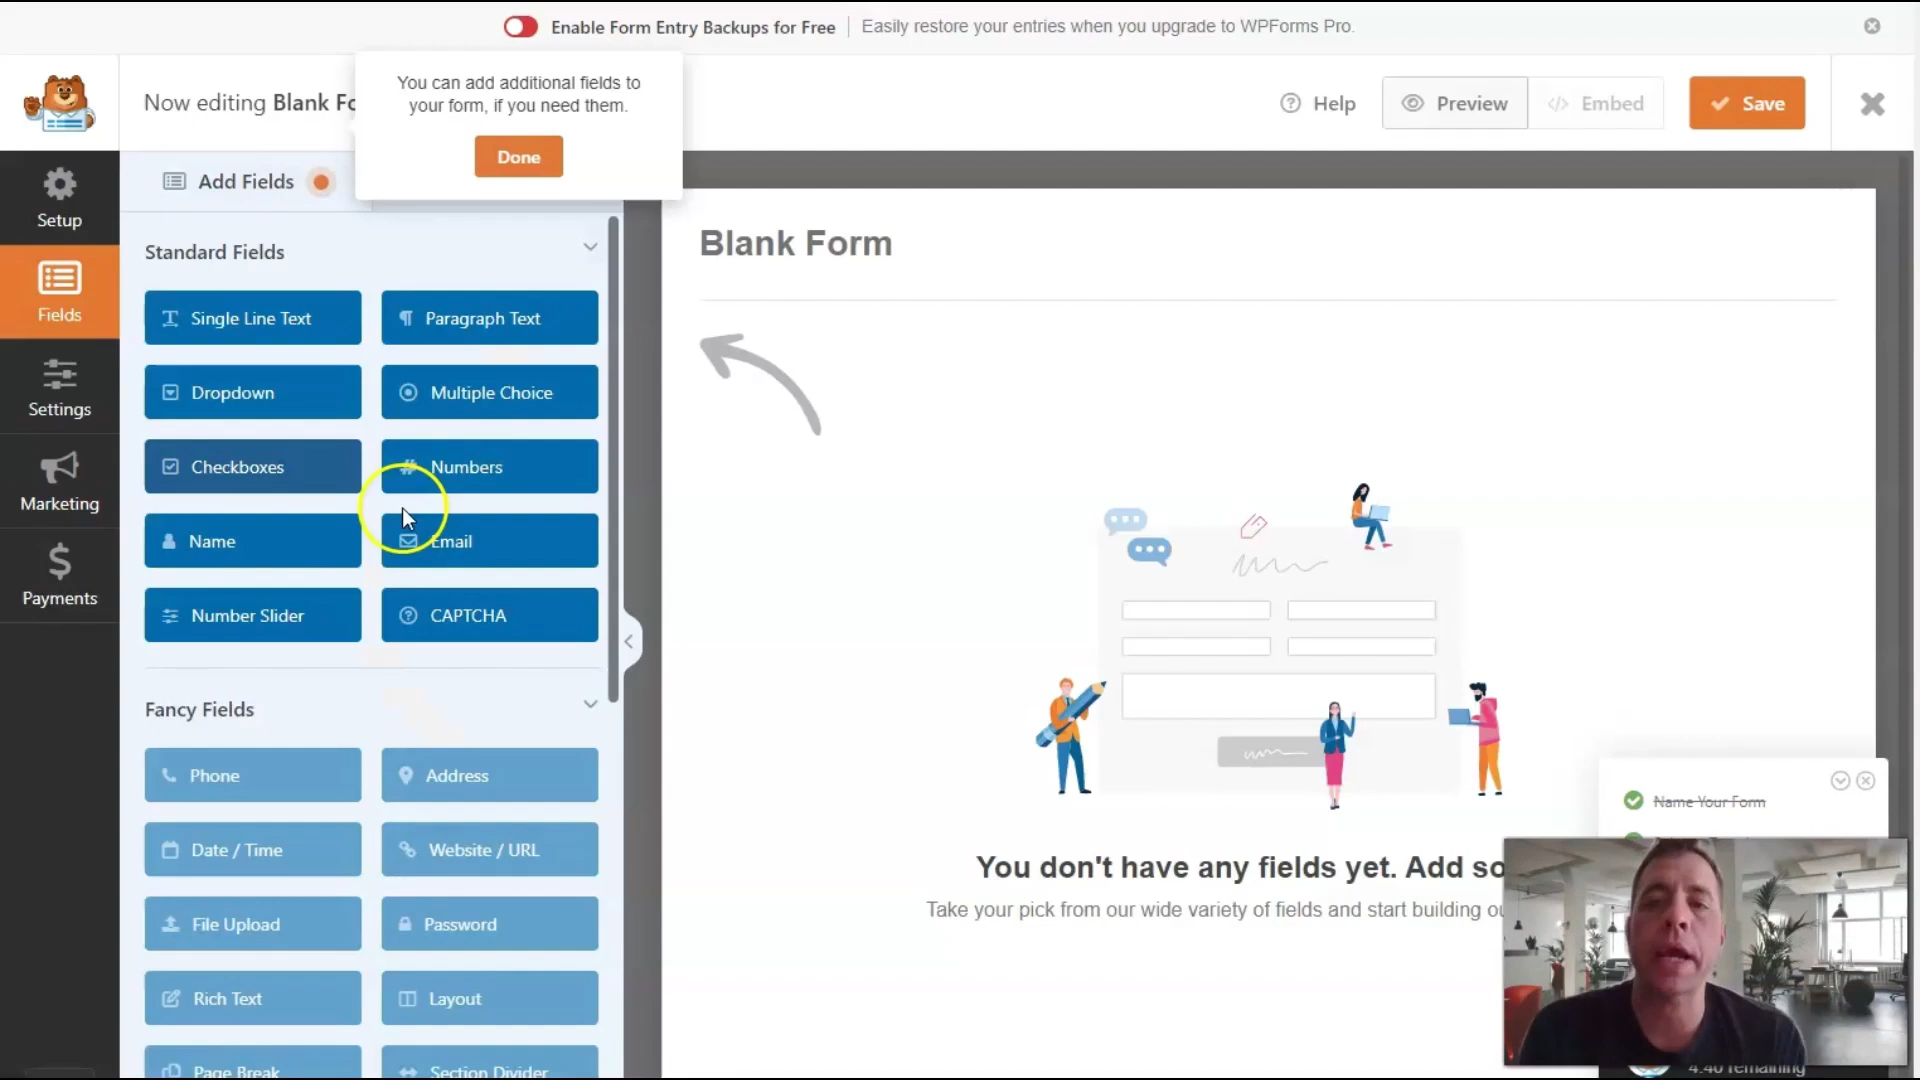 Enable Form Entry Backups for Free
Easily restore your entries when you upgrade to WPForms Pro.
You can add additional fields to
your form, if you need them.
Done
Now editing Blank Fo
Help
Preview
Embed
Save
Setup
Fields
Settings
Marketing
Payments
Add Fields
Standard Fields
Single Line Text
Paragraph Text
Dropdown
Multiple Choice
Checkboxes
Numbers
Name
Email
Number Slider
CAPTCHA
Fancy Fields
Phone
Address
Date / Time
Website / URL
File Upload
Password
Rich Text
Layout
Page Break
Section Divider
Blank Form
You don't have any fields yet. Add so
Take your pick from our wide variety of fields and start building ou
Name Your Form
4:40 remaining